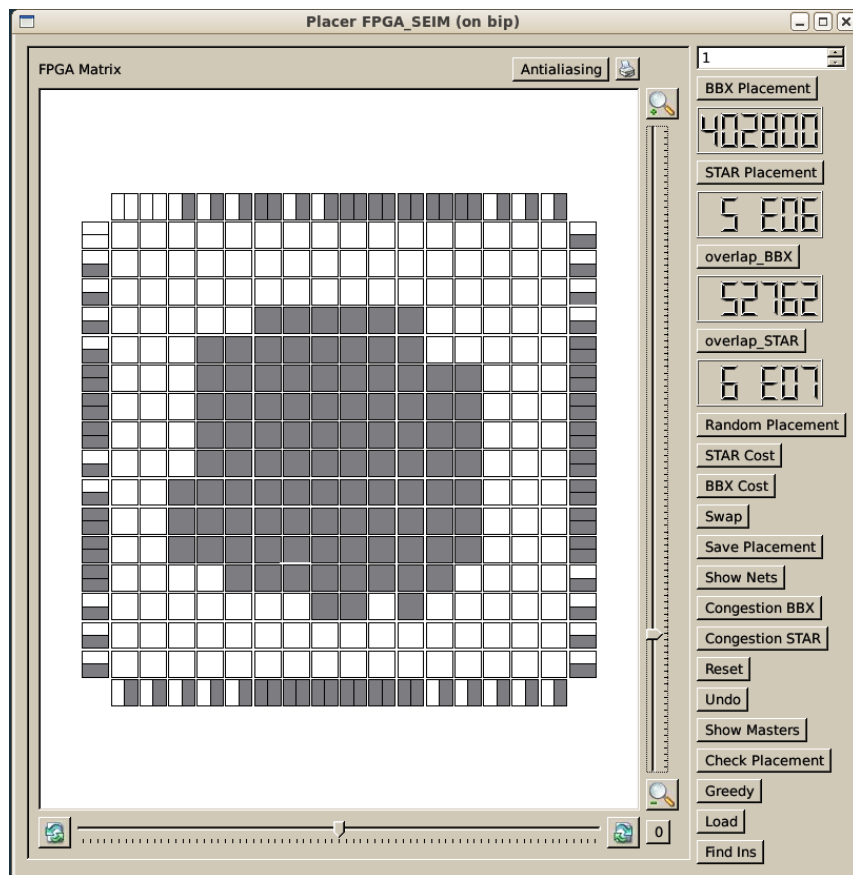 Placer FPGA_SEIM (on bip)
FPGA Matrix
Antialiasing
1
BBX Placement
402800
STAR Placement
5 E06
overlap_BBX
52762
overlap_STAR
6 E07
Random Placement
STAR Cost
BBX Cost
Swap
Save Placement
Show Nets
Congestion BBX
Congestion STAR
Reset
Undo
Show Masters
Check Placement
Greedy
Load
Find Ins
0